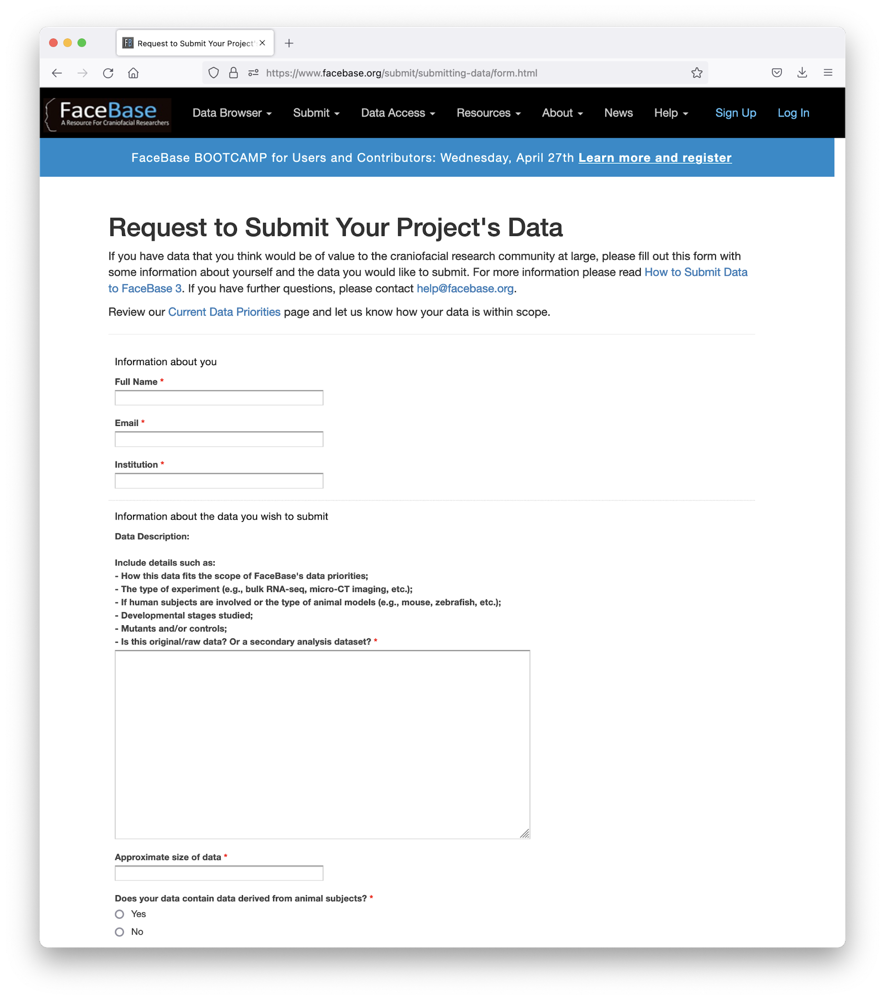 Request to Submit Your Project's
https://www.facebase.org/submit/submitting-data/form.html
FaceBase
A Resource For Craniofacial Researchers
Data Browser Submit Data Access Resources About News Help Sign Up Log In
FaceBase BOOTCAMP for Users and Contributors: Wednesday, April 27th Learn more and register
Request to Submit Your Project's Data
If you have data that you think would be of value to the craniofacial research community at large, please fill out this form with
some information about yourself and the data you would like to submit. For more information please read How to Submit Data
to FaceBase 3. If you have further questions, please contact help@facebase.org.
Review our Current Data Priorities page and let us know how your data is within scope.
Information about you
Full Name *
Email *
Institution *
Information about the data you wish to submit
Data Description:
Include details such as:
- How this data fits the scope of FaceBase's data priorities;
- The type of experiment (e.g., bulk RNA-seq, micro-CT imaging, etc.);
- If human subjects are involved or the type of animal models (e.g., mouse, zebrafish, etc.);
- Developmental stages studied;
- Mutants and/or controls;
- Is this original/raw data? Or a secondary analysis dataset? *
Approximate size of data *
Does your data contain data derived from animal subjects? *
Yes
No